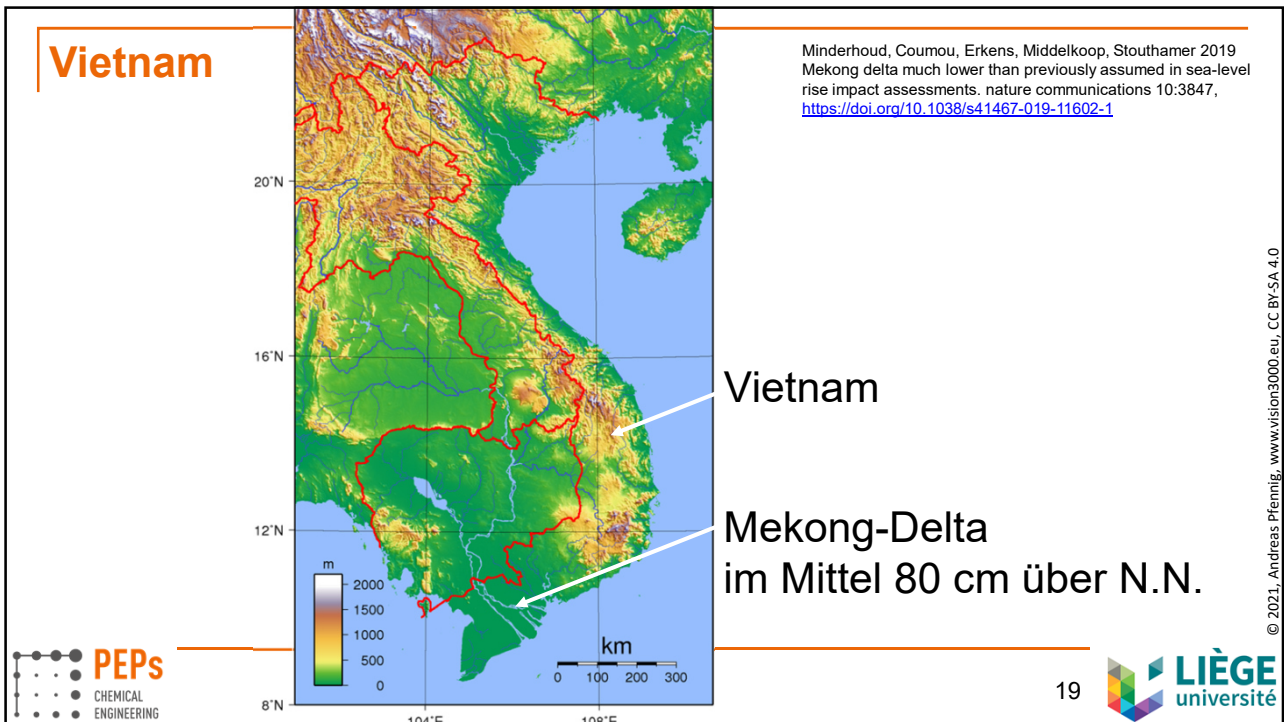 Vietnam
Minderhoud, Coumou, Erkens, Middelkoop, Stouthamer 2019
Mekong delta much lower than previously assumed in sea-level
rise impact assessments. nature communications 10:3847,
https://doi.org/10.1038/s41467-019-11602-1
20°N
16°N
12°N
8°N
104°E
108°E
Vietnam
Mekong-Delta
im Mittel 80 cm über N.N.
m
2000
1500
1000
500
0
km
0 100 200 300
© 2021, Andreas Pfennig, www.vision3000.eu, CC BY-SA 4.0
PEPs
CHEMICAL
ENGINEERING
19
LIÈGE
université